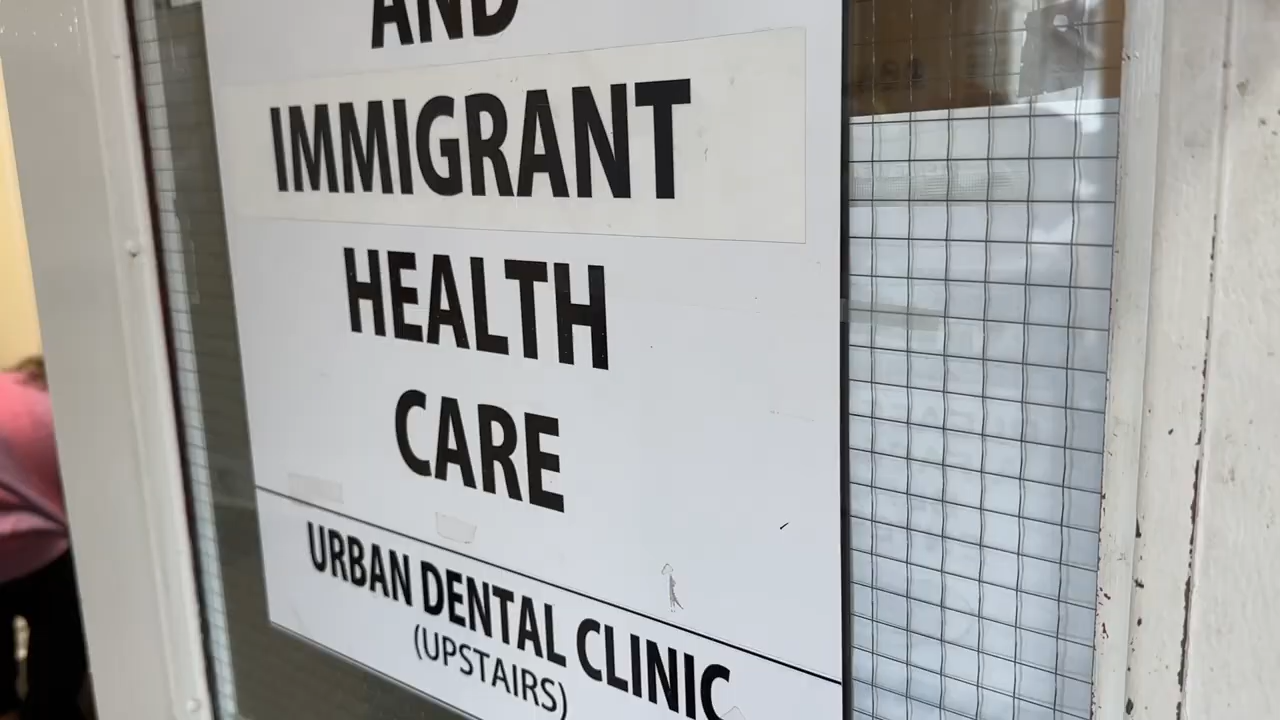 AND
IMMIGRANT
HEALTH
CARE
URBAN DENTAL CLINIC
(UPSTAIRS)